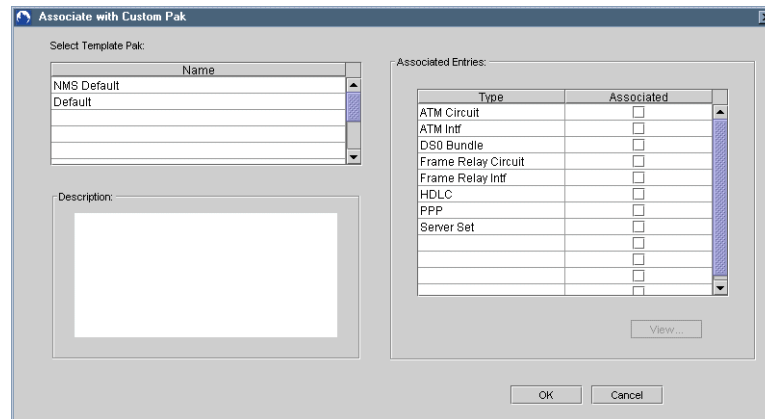 Associate with Custom Pak
Select Template Pak:
Name
NMS Default
Default
Description:
Associated Entries:
Type Associated
ATM Circuit
ATM Intf
DS0 Bundle
Frame Relay Circuit
Frame Relay Intf
HDLC
PPP
Server Set
View...
OK Cancel